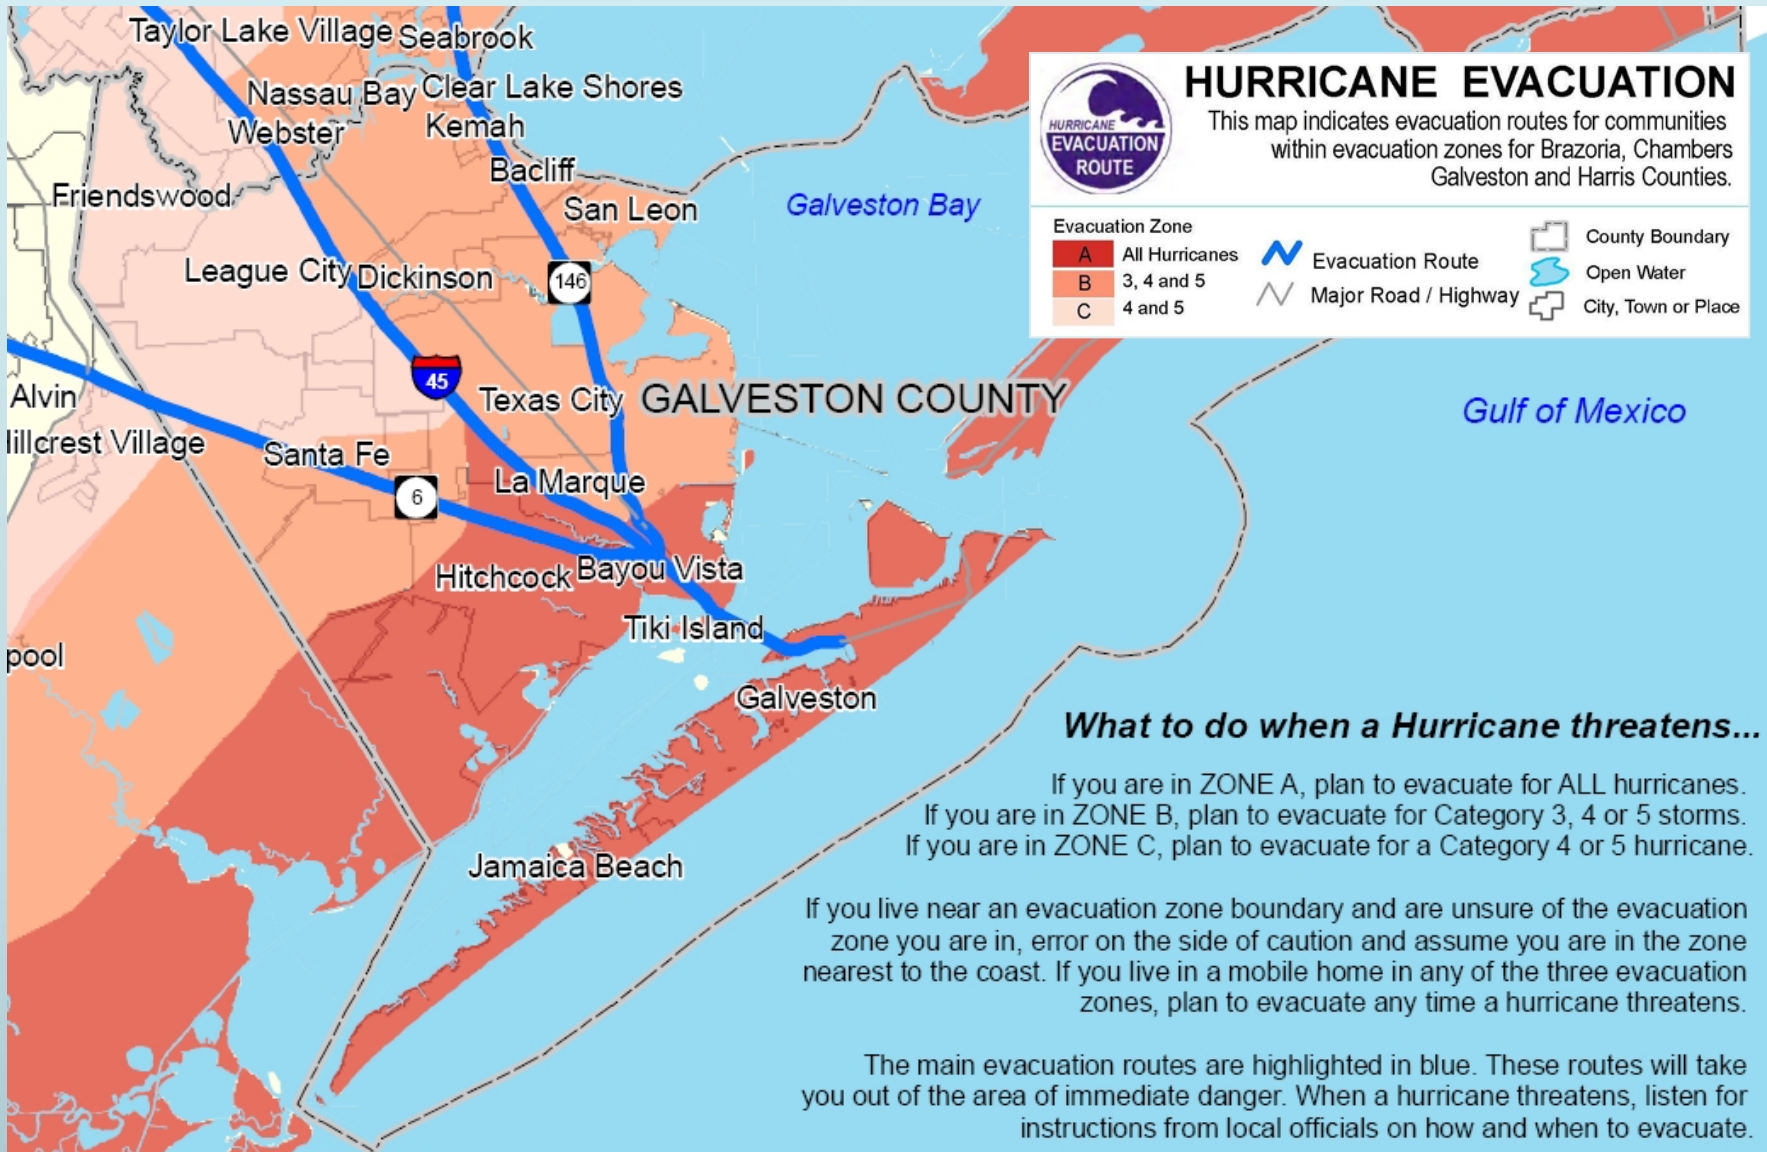 Taylor Lake Village
Seabrook
Nassau Bay
Clear Lake Shores
Webster
Kemah
Bacliff
Friendswood
San Leon
Galveston Bay
League City
Dickinson
146
45
Alvin
Texas City
GALVESTON COUNTY
Gulf of Mexico
illcrest Village
Santa Fe
La Marque
6
Hitchcock
Bayou Vista
Tiki Island
pool
Galveston
Jamaica Beach
HURRICANE
EVACUATION
ROUTE
HURRICANE EVACUATION
This map indicates evacuation routes for communities
within evacuation zones for Brazoria, Chambers
Galveston and Harris Counties.
Evacuation Zone
A All Hurricanes
B 3, 4 and 5
C 4 and 5
Evacuation Route
Major Road / Highway
County Boundary
Open Water
City, Town or Place
What to do when a Hurricane threatens...
If you are in ZONE A, plan to evacuate for ALL hurricanes.
If you are in ZONE B, plan to evacuate for Category 3, 4 or 5 storms.
If you are in ZONE C, plan to evacuate for a Category 4 or 5 hurricane.
If you live near an evacuation zone boundary and are unsure of the evacuation
zone you are in, error on the side of caution and assume you are in the zone
nearest to the coast. If you live in a mobile home in any of the three evacuation
zones, plan to evacuate any time a hurricane threatens.
The main evacuation routes are highlighted in blue. These routes will take
you out of the area of immediate danger. When a hurricane threatens, listen for
instructions from local officials on how and when to evacuate.